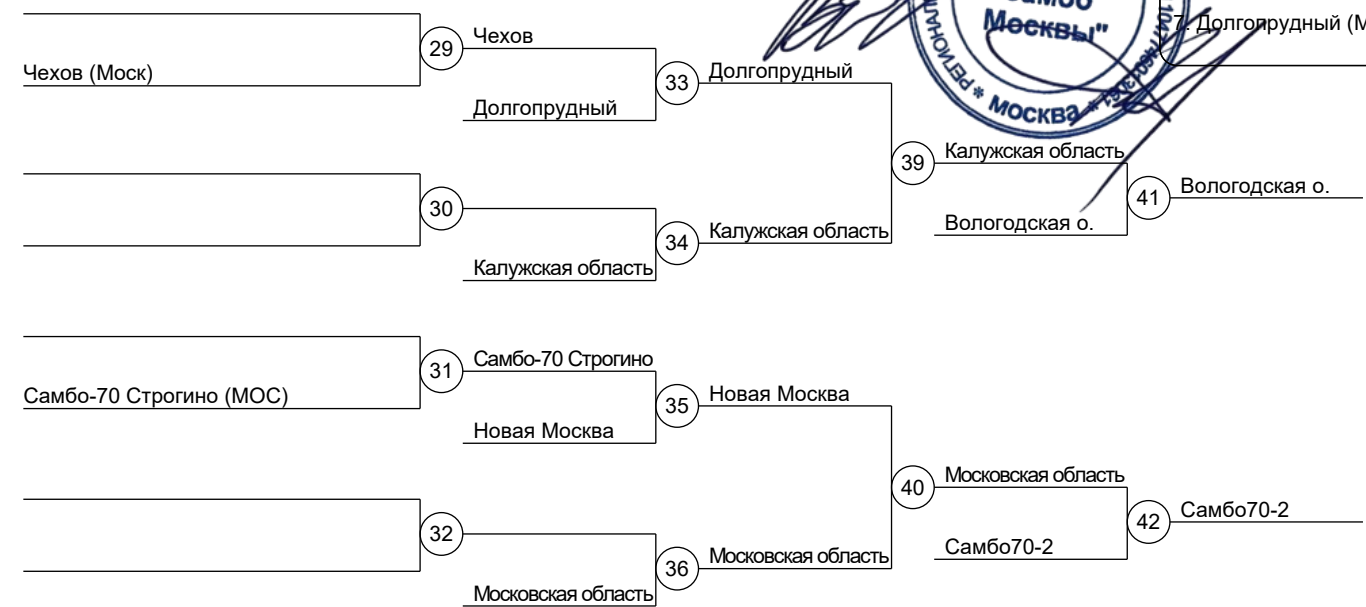 Москвы"
7. Долгопрудный (М
* МОСКВА *
29
Чехов
Чехов (Моск)
33
Долгопрудный
Долгопрудный
39
Калужская область
30
41
Вологодская о.
Вологодская о.
34
Калужская область
Калужская область
31
Самбо-70 Строгино
Самбо-70 Строгино (МОС)
35
Новая Москва
Новая Москва
40
Московская область
32
42
Самбо70-2
Самбо70-2
36
Московская область
Московская область